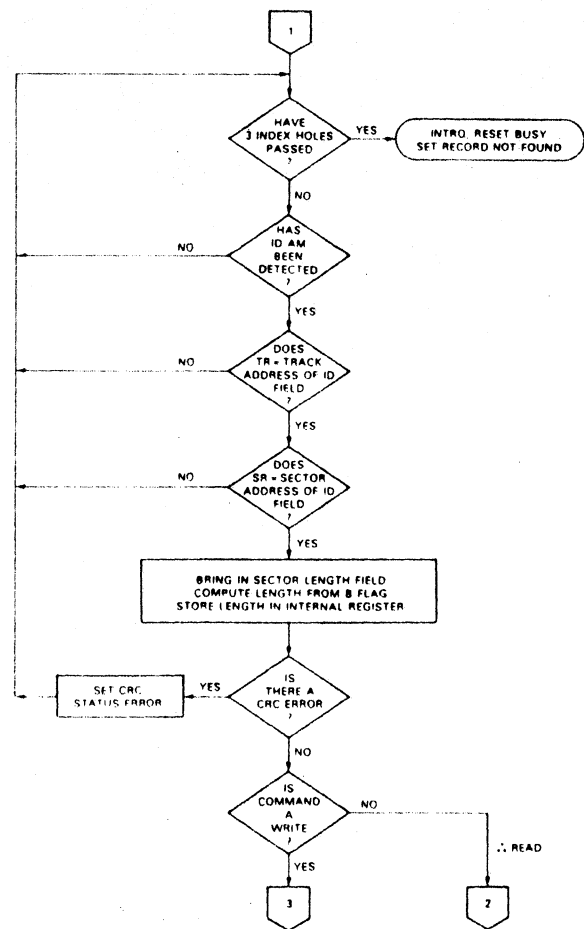 1
HAVE
3 INDEX HOLES
PASSED
?
YES
INTRO, RESET BUSY
SET RECORD NOT FOUND
NO
HAS
ID AM
BEEN
DETECTED
?
NO
YES
DOES
TR = TRACK
ADDRESS OF ID
FIELD
?
NO
YES
DOES
SR = SECTOR
ADDRESS OF ID
FIELD
?
NO
YES
BRING IN SECTOR LENGTH FIELD
COMPUTE LENGTH FROM B FLAG
STORE LENGTH IN INTERNAL REGISTER
IS
THERE A
CRC ERROR
?
YES
SET CRC
STATUS ERROR
NO
IS
COMMAND
A
WRITE
?
NO
∴ READ
YES
3
2